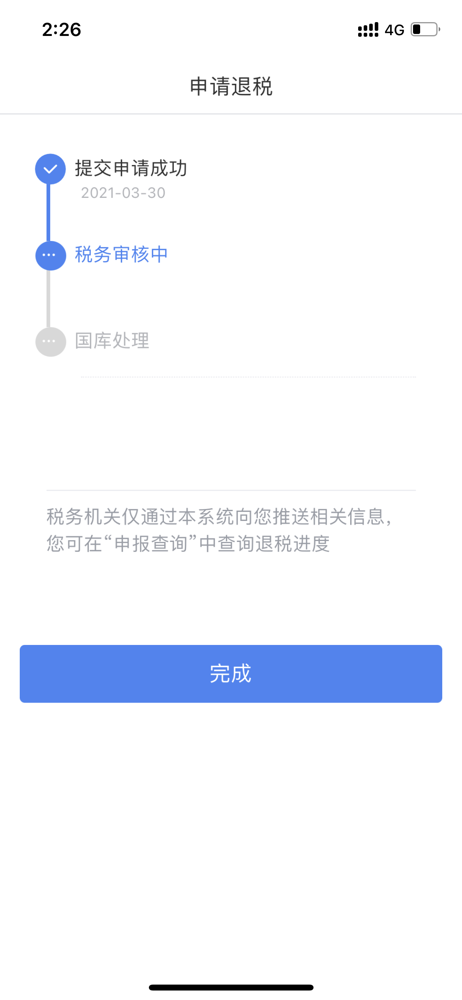 2:26
4G
申请退税
提交申请成功
2021-03-30
税务审核中
国库处理
税务机关仅通过本系统向您推送相关信息，
您可在“申报查询”中查询退税进度
完成